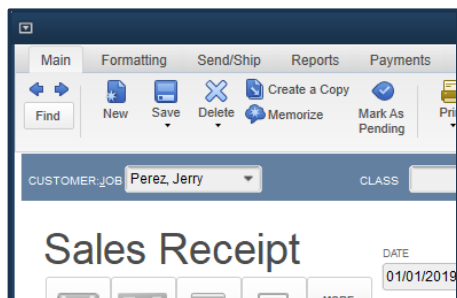 Main Formatting Send/Ship Reports Payments
Find New Save Delete Create a Copy Memorize Mark As Pending
CUSTOMER:JOB Perez, Jerry CLASS
Sales Receipt
DATE
01/01/2019